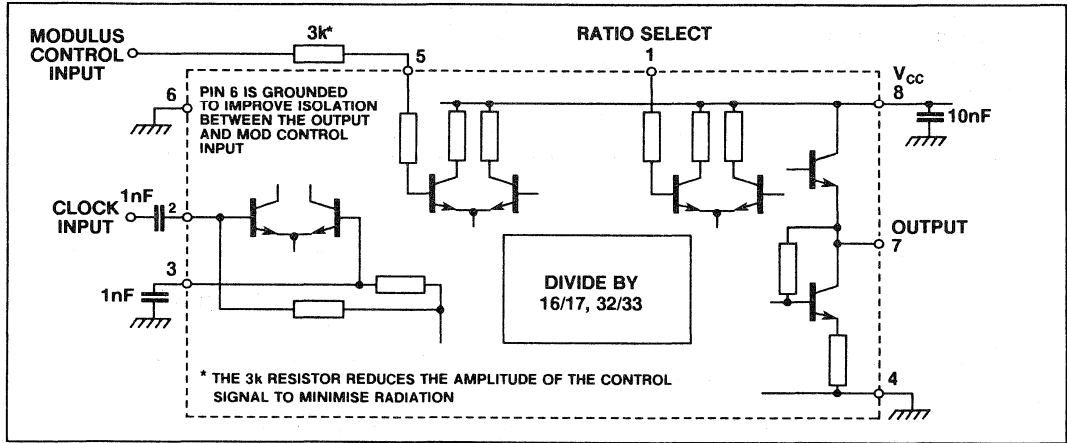 MODULUS
CONTROL
INPUT
3k*
5
RATIO SELECT
1
VCC
8
10nF
6
PIN 6 IS GROUNDED
TO IMPROVE ISOLATION
BETWEEN THE OUTPUT
AND MOD CONTROL
INPUT
CLOCK
INPUT
1nF
2
3
1nF
DIVIDE BY
16/17, 32/33
OUTPUT
7
4
* THE 3k RESISTOR REDUCES THE AMPLITUDE OF THE CONTROL
SIGNAL TO MINIMISE RADIATION